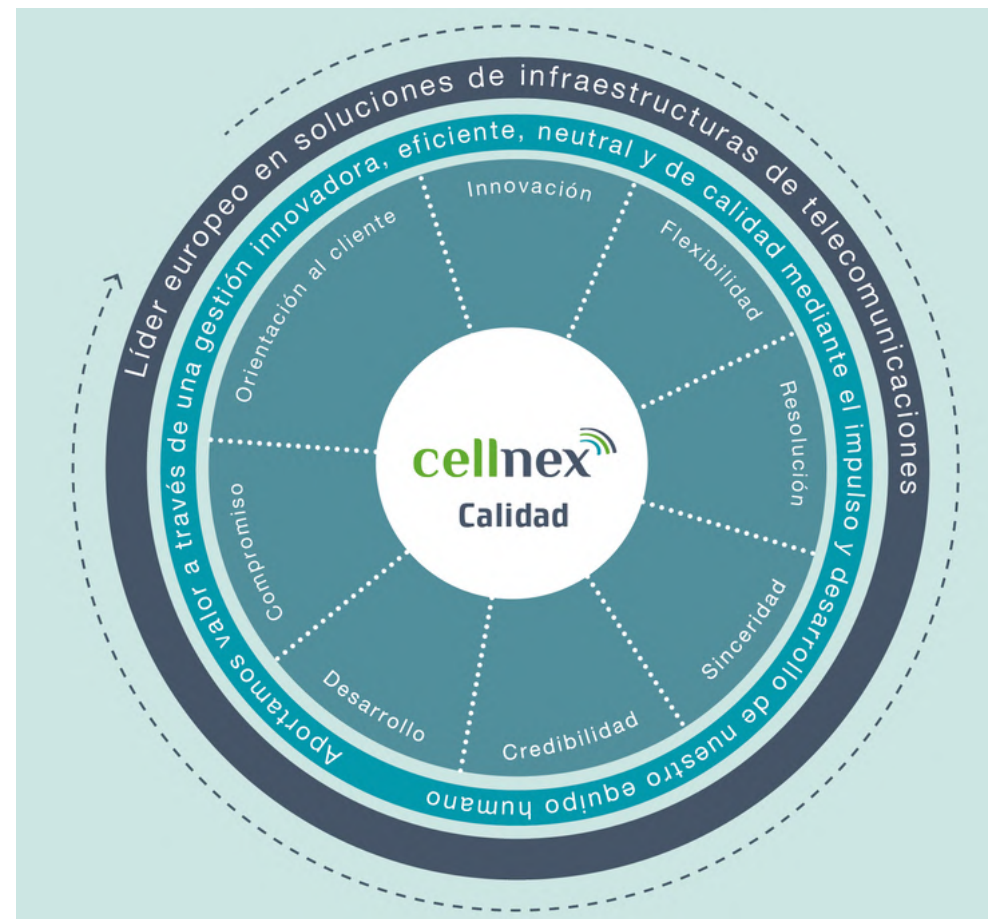 Líder europeo en soluciones de infraestructuras de telecomunicaciones
Aportamos valor a través de una gestión innovadora, eficiente, neutral y de calidad mediante el impulso y desarrollo de nuestro equipo humano
Innovación
Flexibilidad
Resolución
Sinceridad
Credibilidad
Desarrollo
Compromiso
Orientación al cliente
cellnex
Calidad